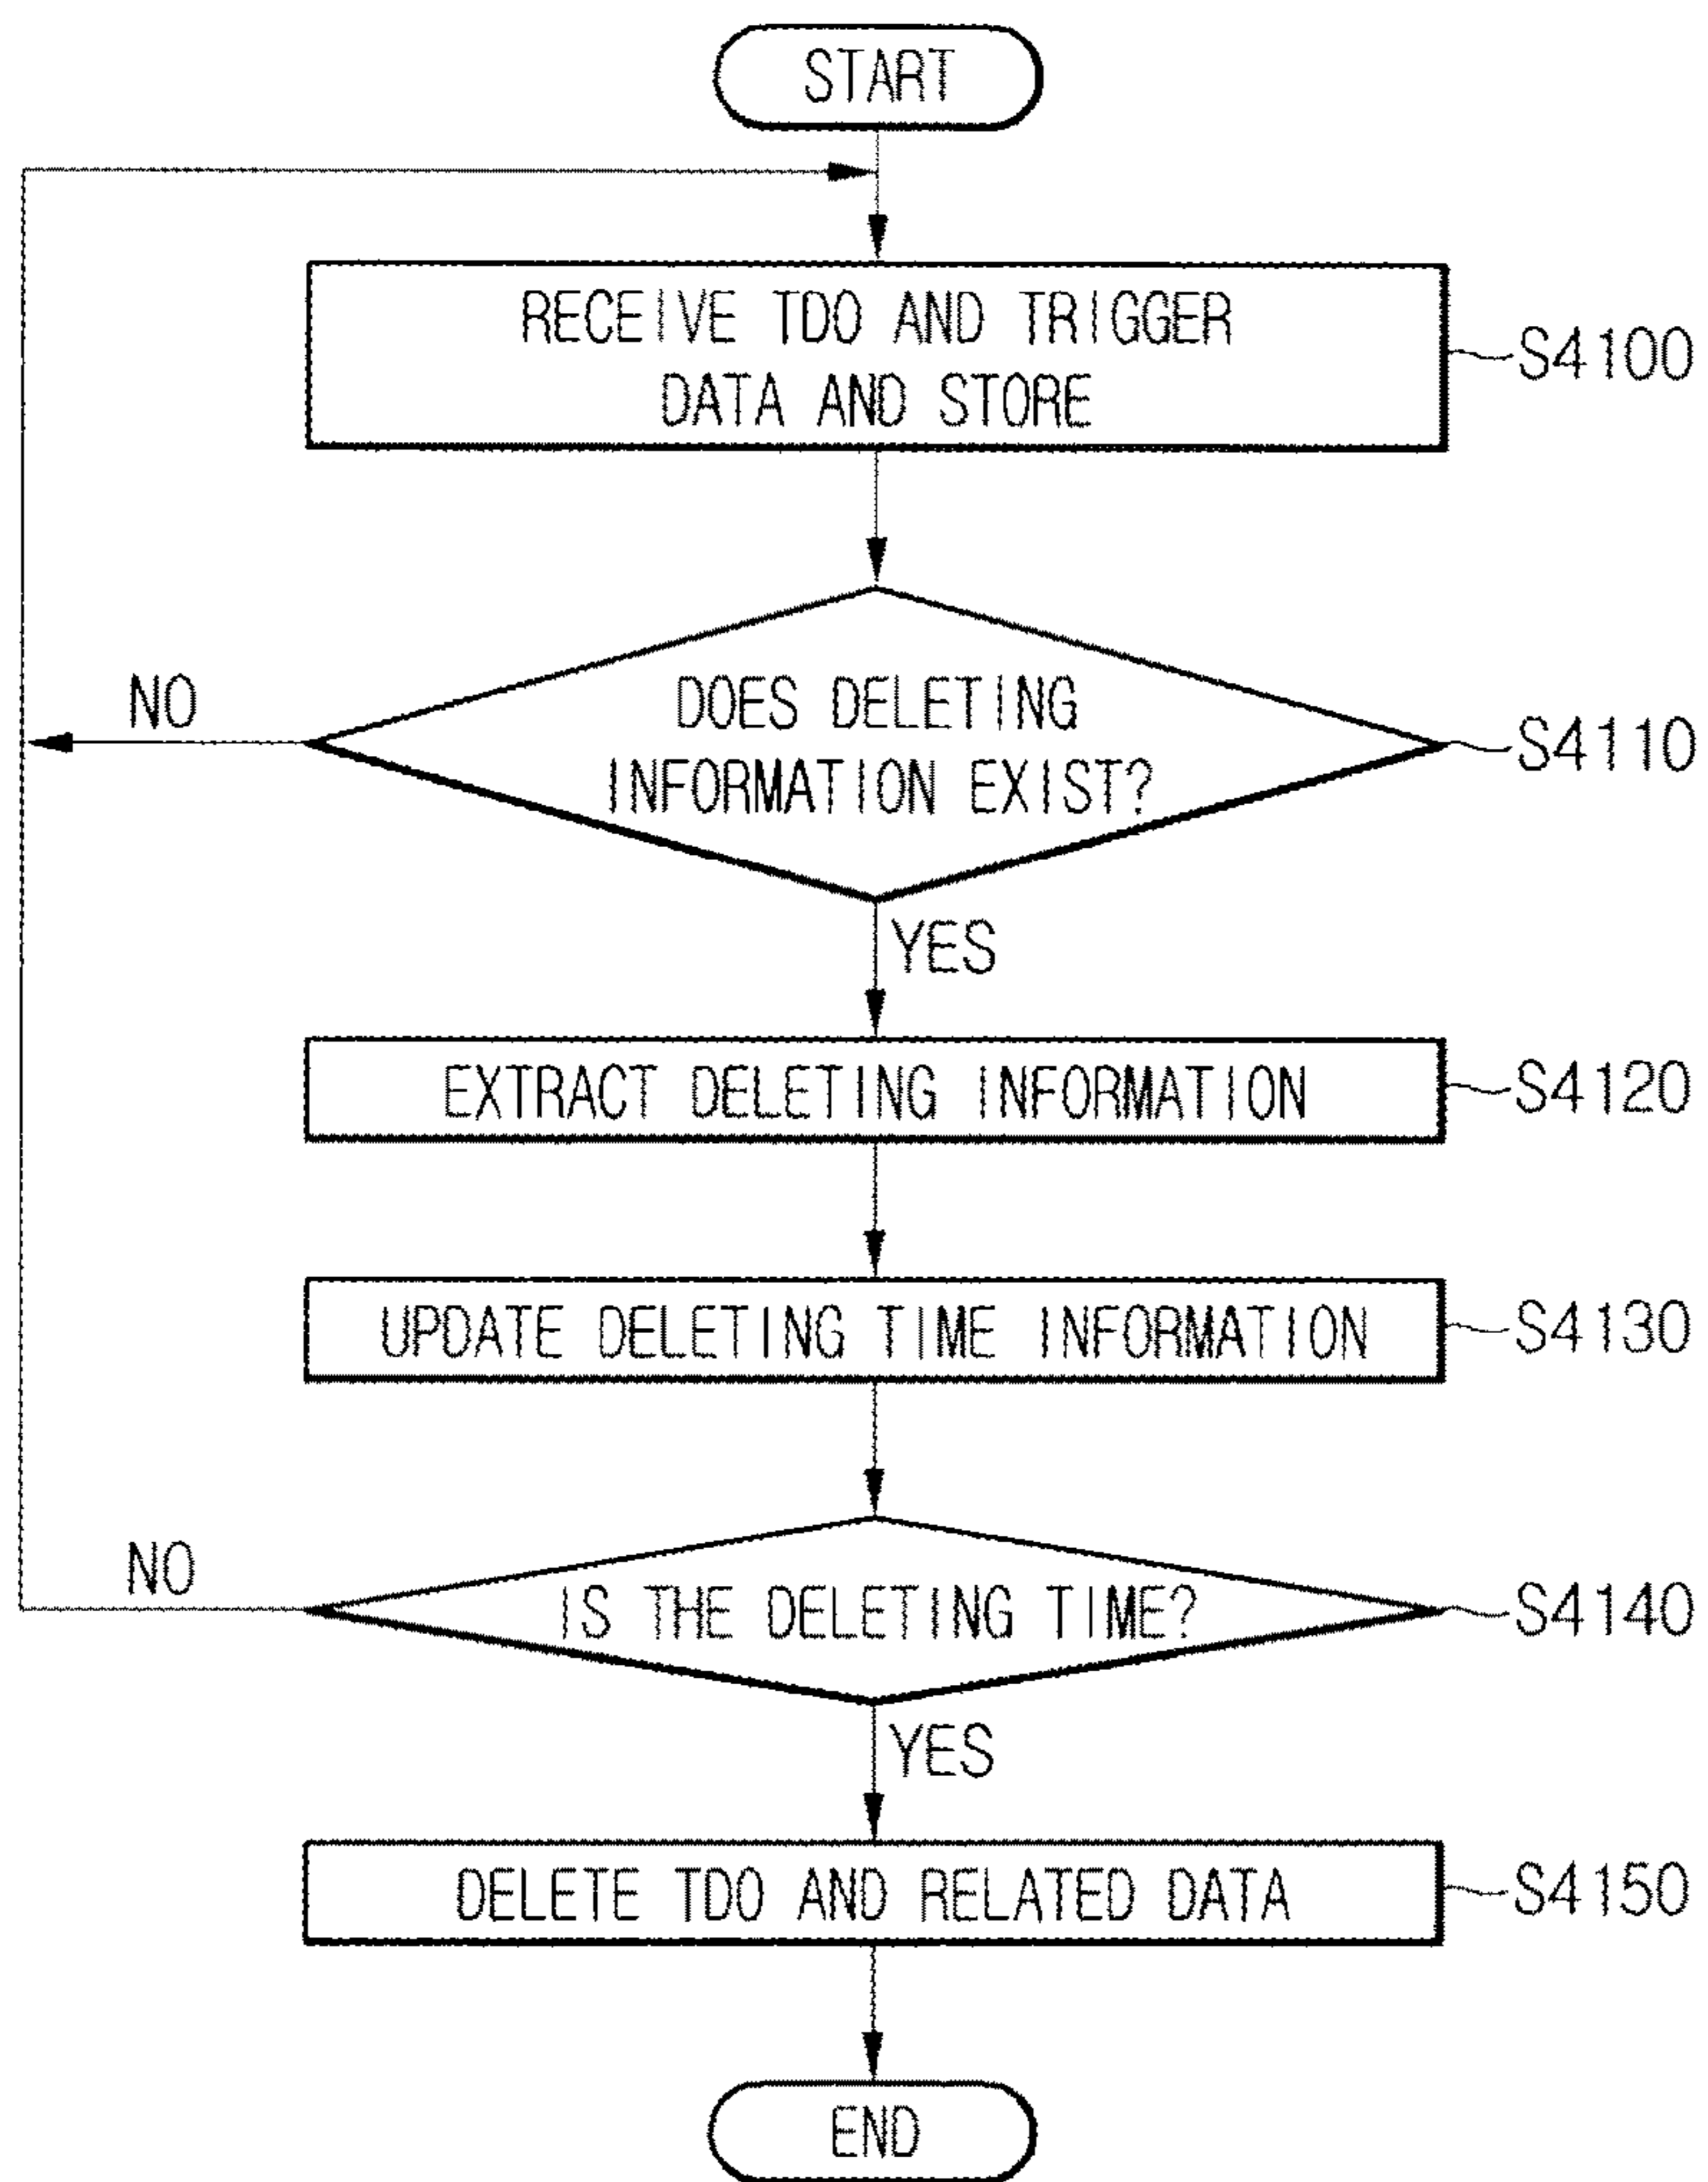 START
RECEIVE TDO AND TRIGGER
DATA AND STORE
S4100
DOES DELETING
INFORMATION EXIST?
S4110
NO
YES
EXTRACT DELETING INFORMATION
S4120
UPDATE DELETING TIME INFORMATION
S4130
IS THE DELETING TIME?
S4140
NO
YES
DELETE TDO AND RELATED DATA
S4150
END